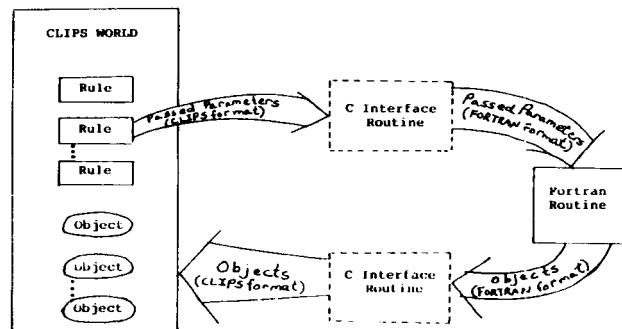 CLIPS WORLD
Rule
Rule
Rule
Object
Object
Object
Passed Parameters
(CLIPS format)
C Interface
Routine
Passed Parameters
(FORTRAN format)
Fortran
Routine
Objects
(FORTRAN format)
C Interface
Routine
Objects
(CLIPS format)